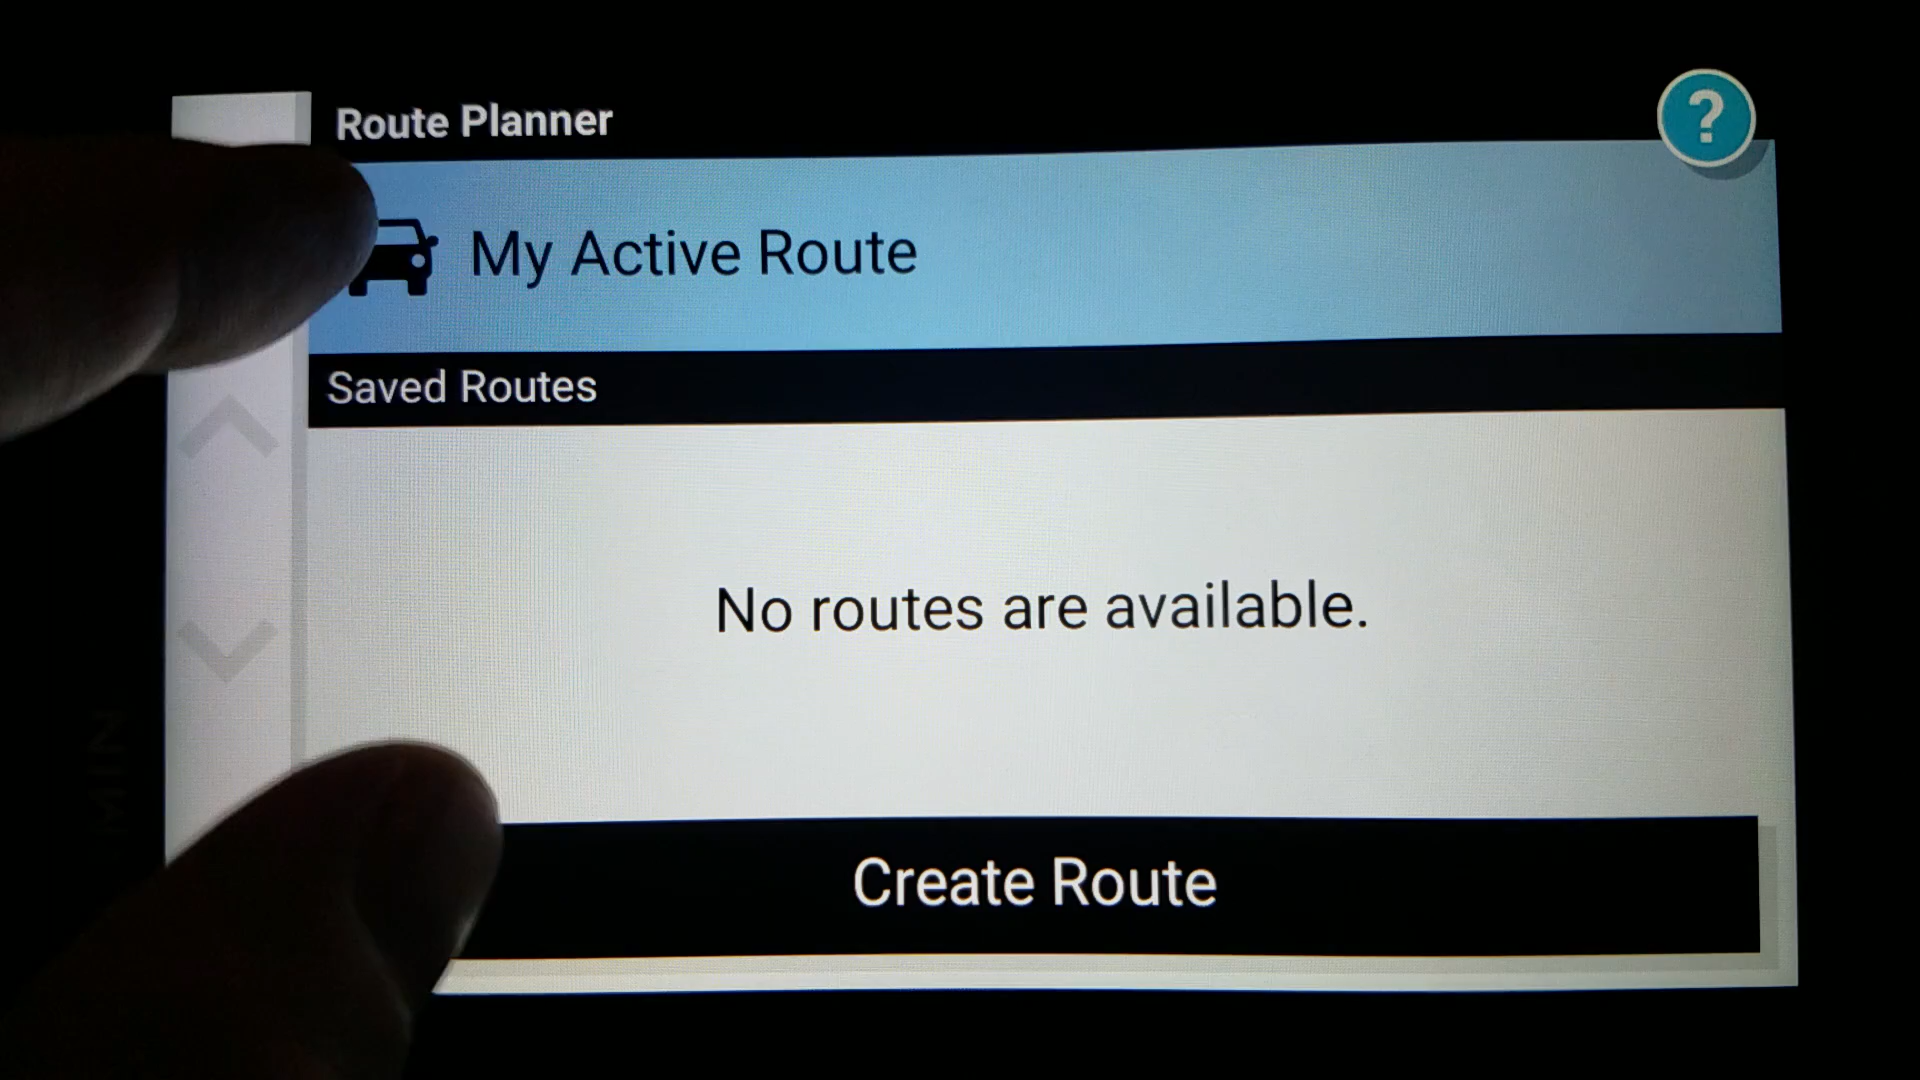 Route Planner
?
My Active Route
Saved Routes
No routes are available.
Create Route